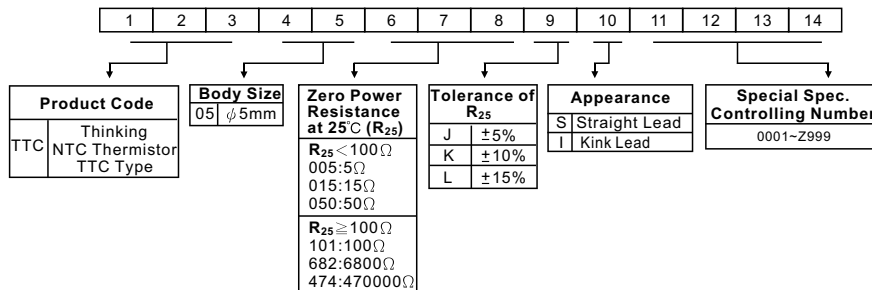 1 2 3 4 5 6 7 8 9 10 11 12 13 14
Product Code
TTC Thinking
NTC Thermistor
TTC Type
Body Size
05 ϕ5mm
Zero Power
Resistance
at 25℃ (R25)
R25<100Ω
005:5Ω
015:15Ω
050:50Ω
R25≧100Ω
101:100Ω
682:6800Ω
474:470000Ω
Tolerance of
R25
J ±5%
K ±10%
L ±15%
Appearance
S Straight Lead
I Kink Lead
Special Spec.
Controlling Number
0001~Z999